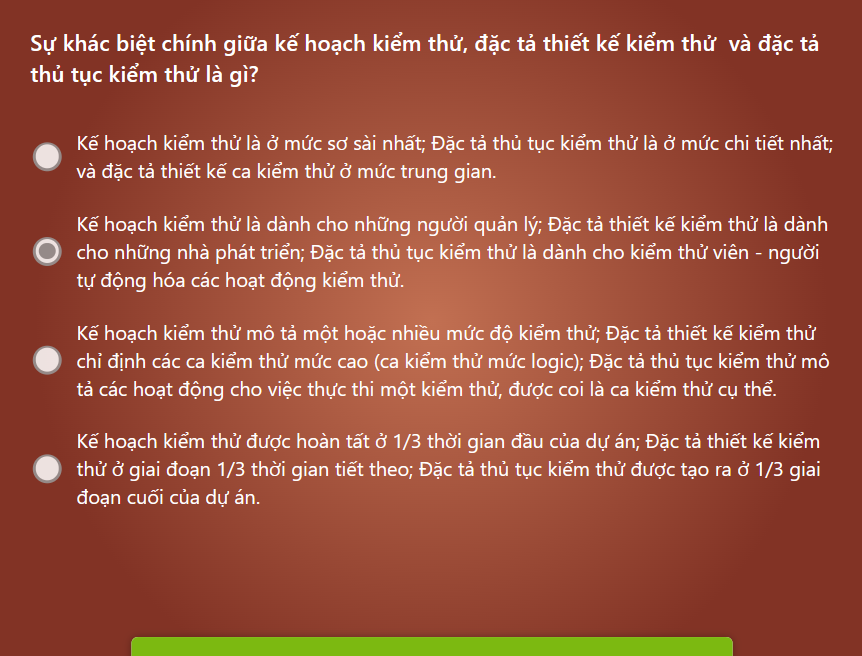 Sự khác biệt chính giữa kế hoạch kiểm thử, đặc tả thiết kế kiểm thử và đặc tả
thủ tục kiểm thử là gì?
Kế hoạch kiểm thử là ở mức sơ sài nhất; Đặc tả thủ tục kiểm thử là ở mức chi tiết nhất;
và đặc tả thiết kế ca kiểm thử ở mức trung gian.
Kế hoạch kiểm thử là dành cho những người quản lý; Đặc tả thiết kế kiểm thử là dành
cho những nhà phát triển; Đặc tả thủ tục kiểm thử là dành cho kiểm thử viên - người
tự động hóa các hoạt động kiểm thử.
Kế hoạch kiểm thử mô tả một hoặc nhiều mức độ kiểm thử; Đặc tả thiết kế kiểm thử
chỉ định các ca kiểm thử mức cao (ca kiểm thử mức logic); Đặc tả thủ tục kiểm thử mô
tả các hoạt động cho việc thực thi một kiểm thử, được coi là ca kiểm thử cụ thể.
Kế hoạch kiểm thử được hoàn tất ở 1/3 thời gian đầu của dự án; Đặc tả thiết kế kiểm
thử ở giai đoạn 1/3 thời gian tiết theo; Đặc tả thủ tục kiểm thử được tạo ra ở 1/3 giai
đoạn cuối của dự án.